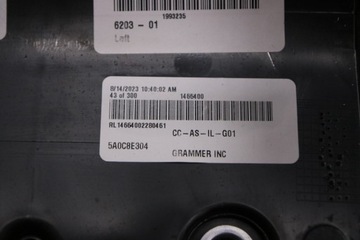 1993235
6203 - 01
Left
8/14/2023 10:40:02 AM
43 of 300 1466400
RL14664002280461
CC-AS-IL-G01
5A0C8E304
GRAMMER INC